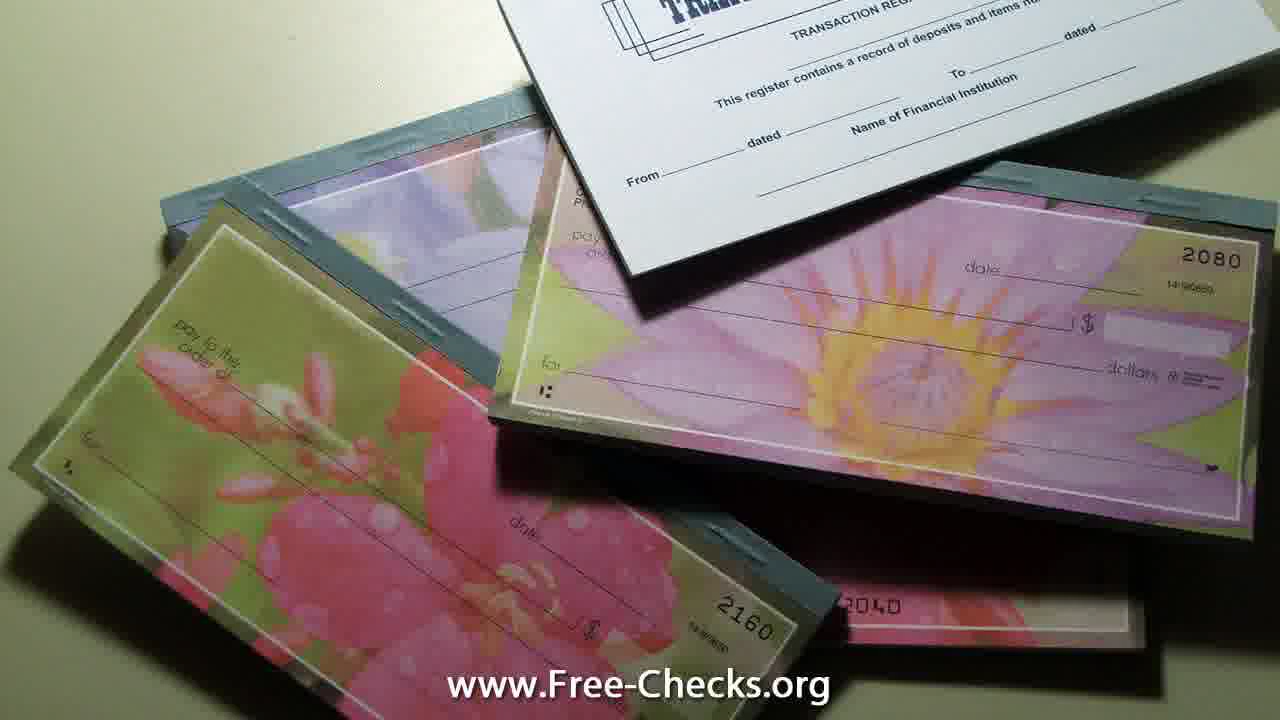 TRANSACTION REG
This register contains a record of deposits and items
From dated To dated
Name of Financial Institution
pay
2080
date
$
dollars
for
pay to the
order of
for
date
2160
$
2040
www.Free-Checks.org